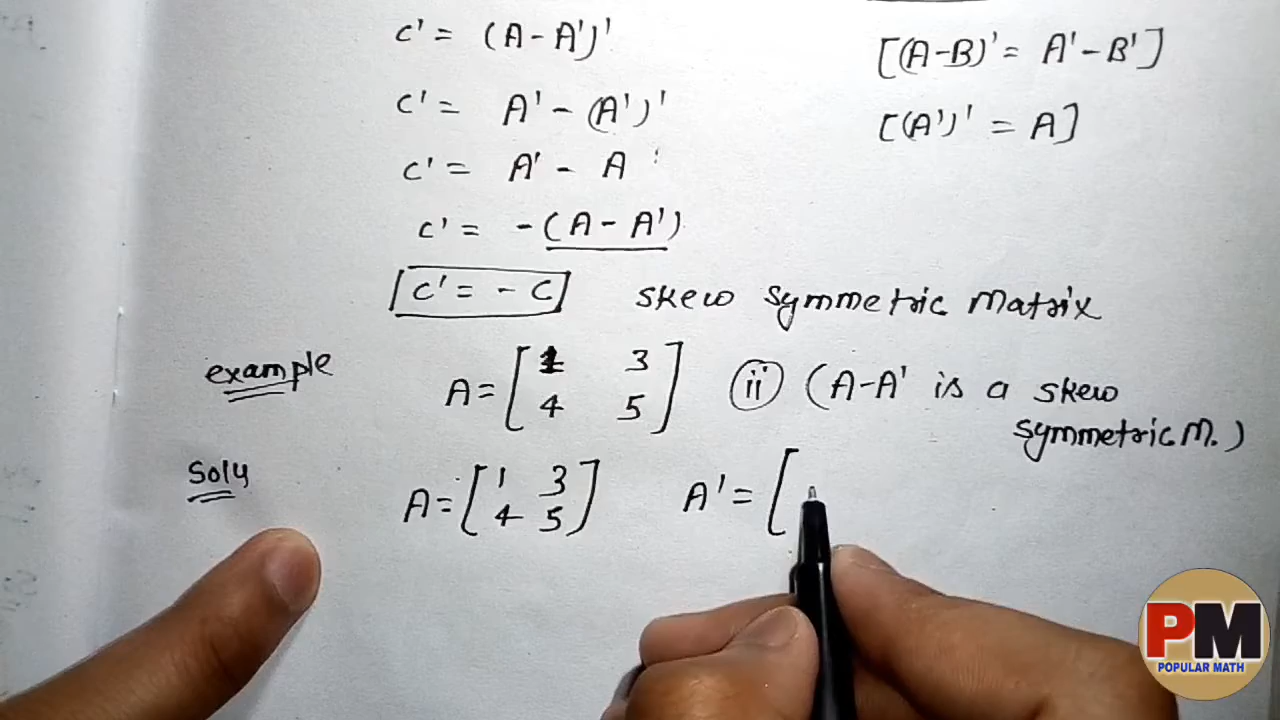 C' = (A - A')'
[(A-B)' = A' - B']
C' = A' - (A')'
[(A')' = A]
C' = A' - A
C' = -(A - A')
C' = - C skew symmetric Matrix
example A = [1 3
4 5] (ii) (A-A' is a skew
symmetric M.)
Soln A = [1 3
4 5] A' = [
PM
POPULAR MATH